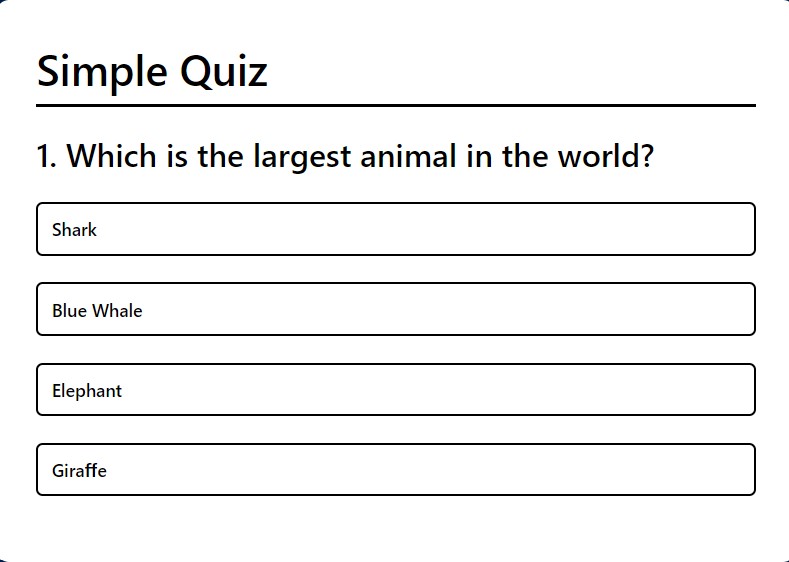 Simple Quiz
1. Which is the largest animal in the world?
Shark
Blue Whale
Elephant
Giraffe